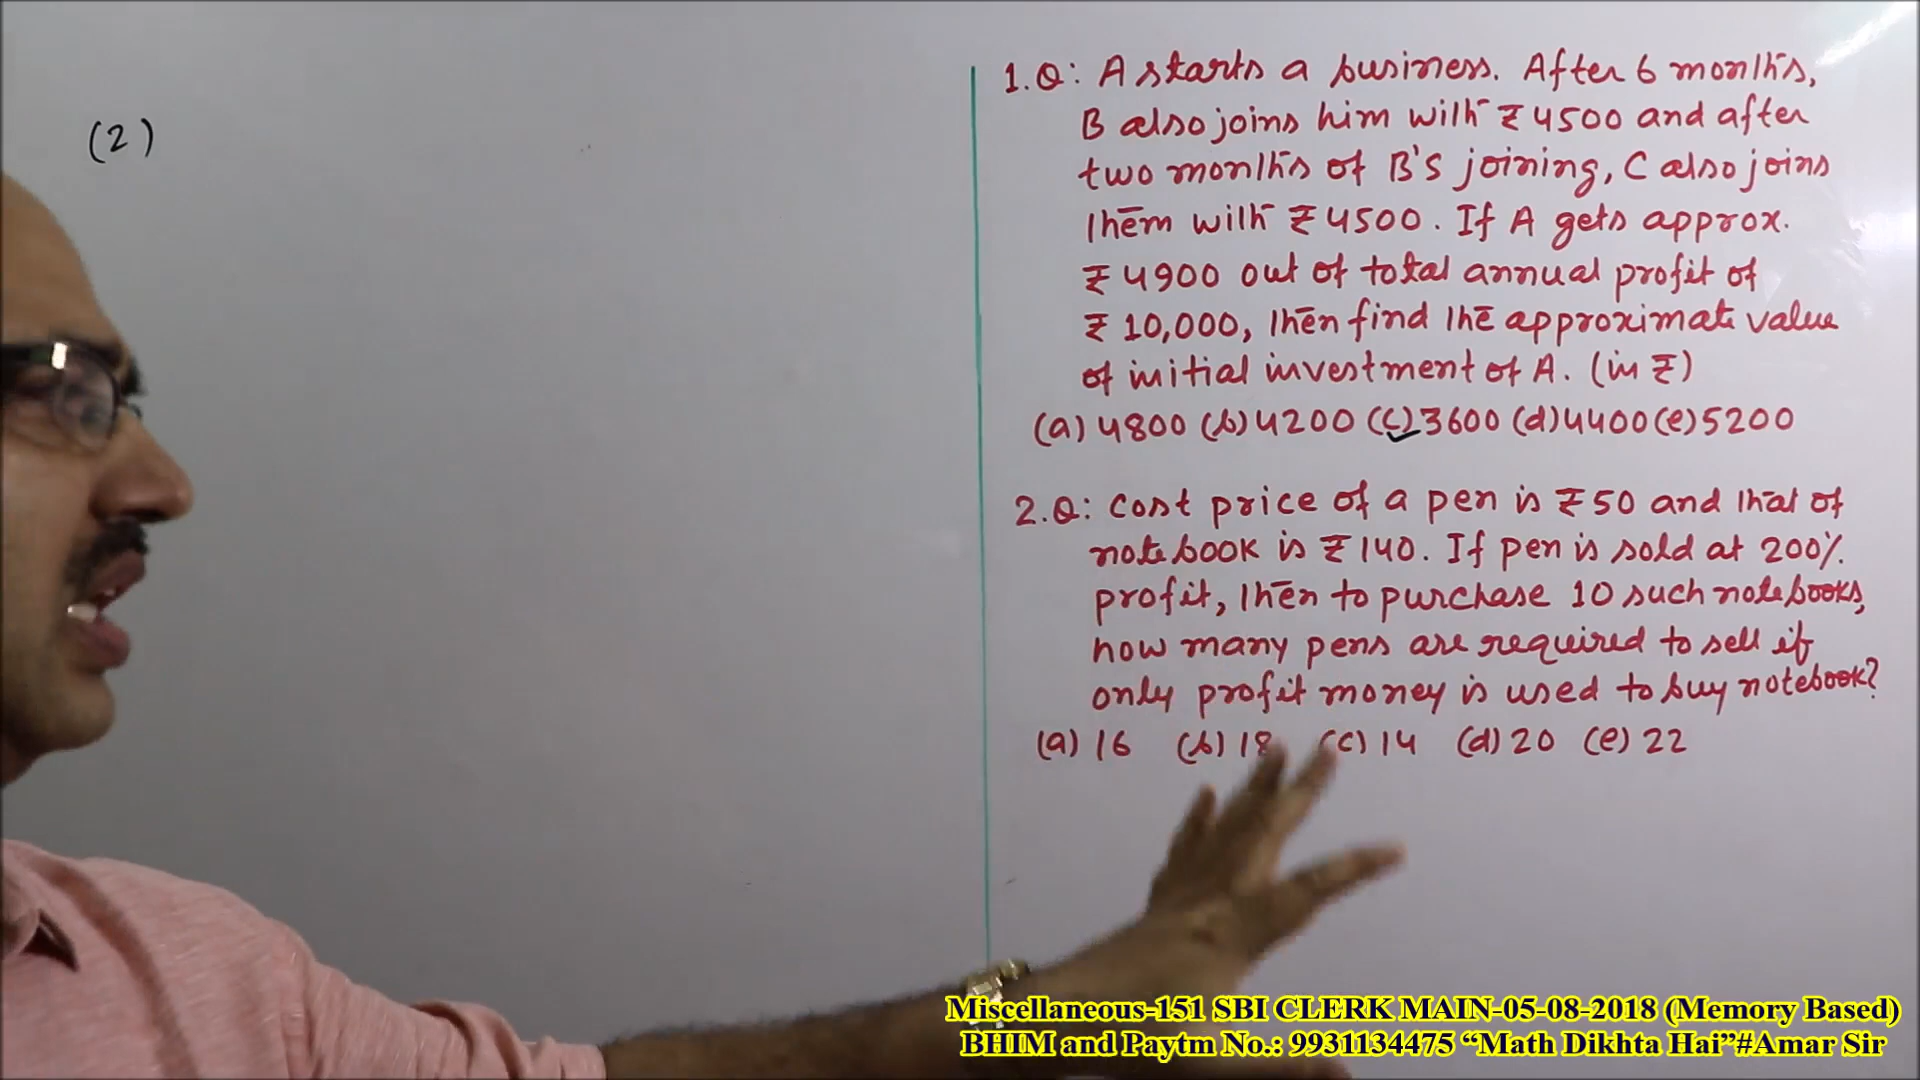 (2)
1.Q: A starts a business. After 6 months,
B also joins him with ₹ 4500 and after
two months of B'S joining, C also joins
them with ₹ 4500. If A gets approx.
₹ 4900 out of total annual profit of
₹ 10,000, then find the approximate value
of initial investment of A. (in ₹)
(a) 4800 (b) 4200 (c) 3600 (d) 4400 (e) 5200
2.Q: Cost price of a pen is ₹ 50 and that of
notebook is ₹ 140. If pen is sold at 200%
profit, then to purchase 10 such notebooks,
how many pens are required to sell if
only profit money is used to buy notebook?
(a) 16 (b) 18 (c) 14 (d) 20 (e) 22
Miscellaneous-151 SBI CLERK MAIN-05-08-2018 (Memory Based)
BHIM and Paytm No.: 9931134475 “Math Dikhta Hai”#Amar Sir